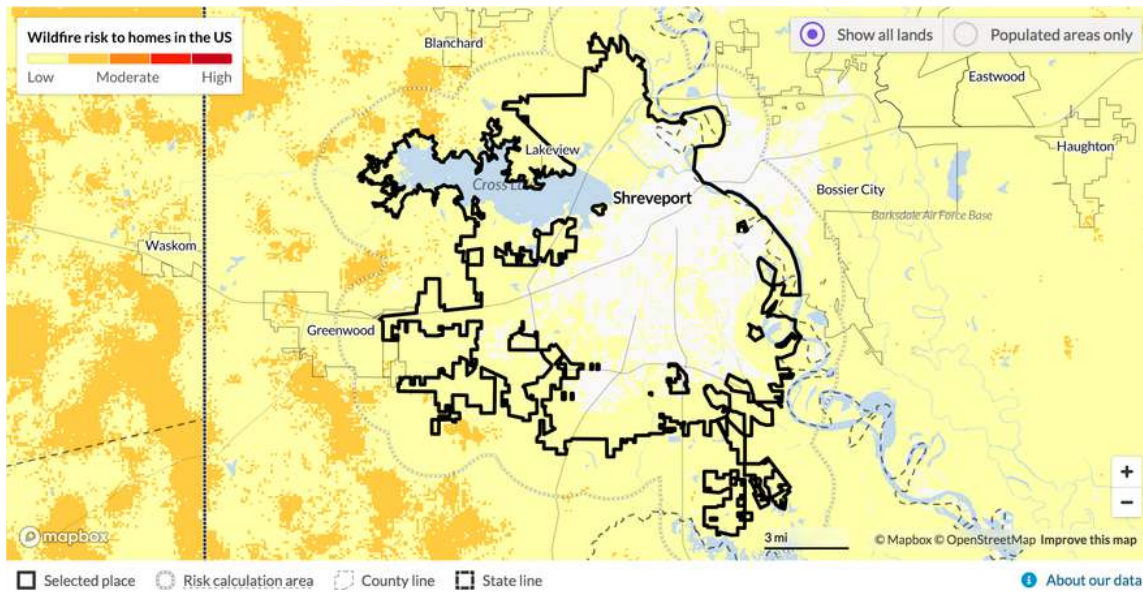 Wildfire risk to homes in the US
Low Moderate High
Show all lands
Populated areas only
Blanchard
Eastwood
Haughton
Lakeview
Cross L
Shreveport
Bossier City
Barksdale Air Force Base
Waskom
Greenwood
+
−
mapbox
3 mi
© Mapbox © OpenStreetMap Improve this map
Selected place Risk calculation area County line State line
About our data